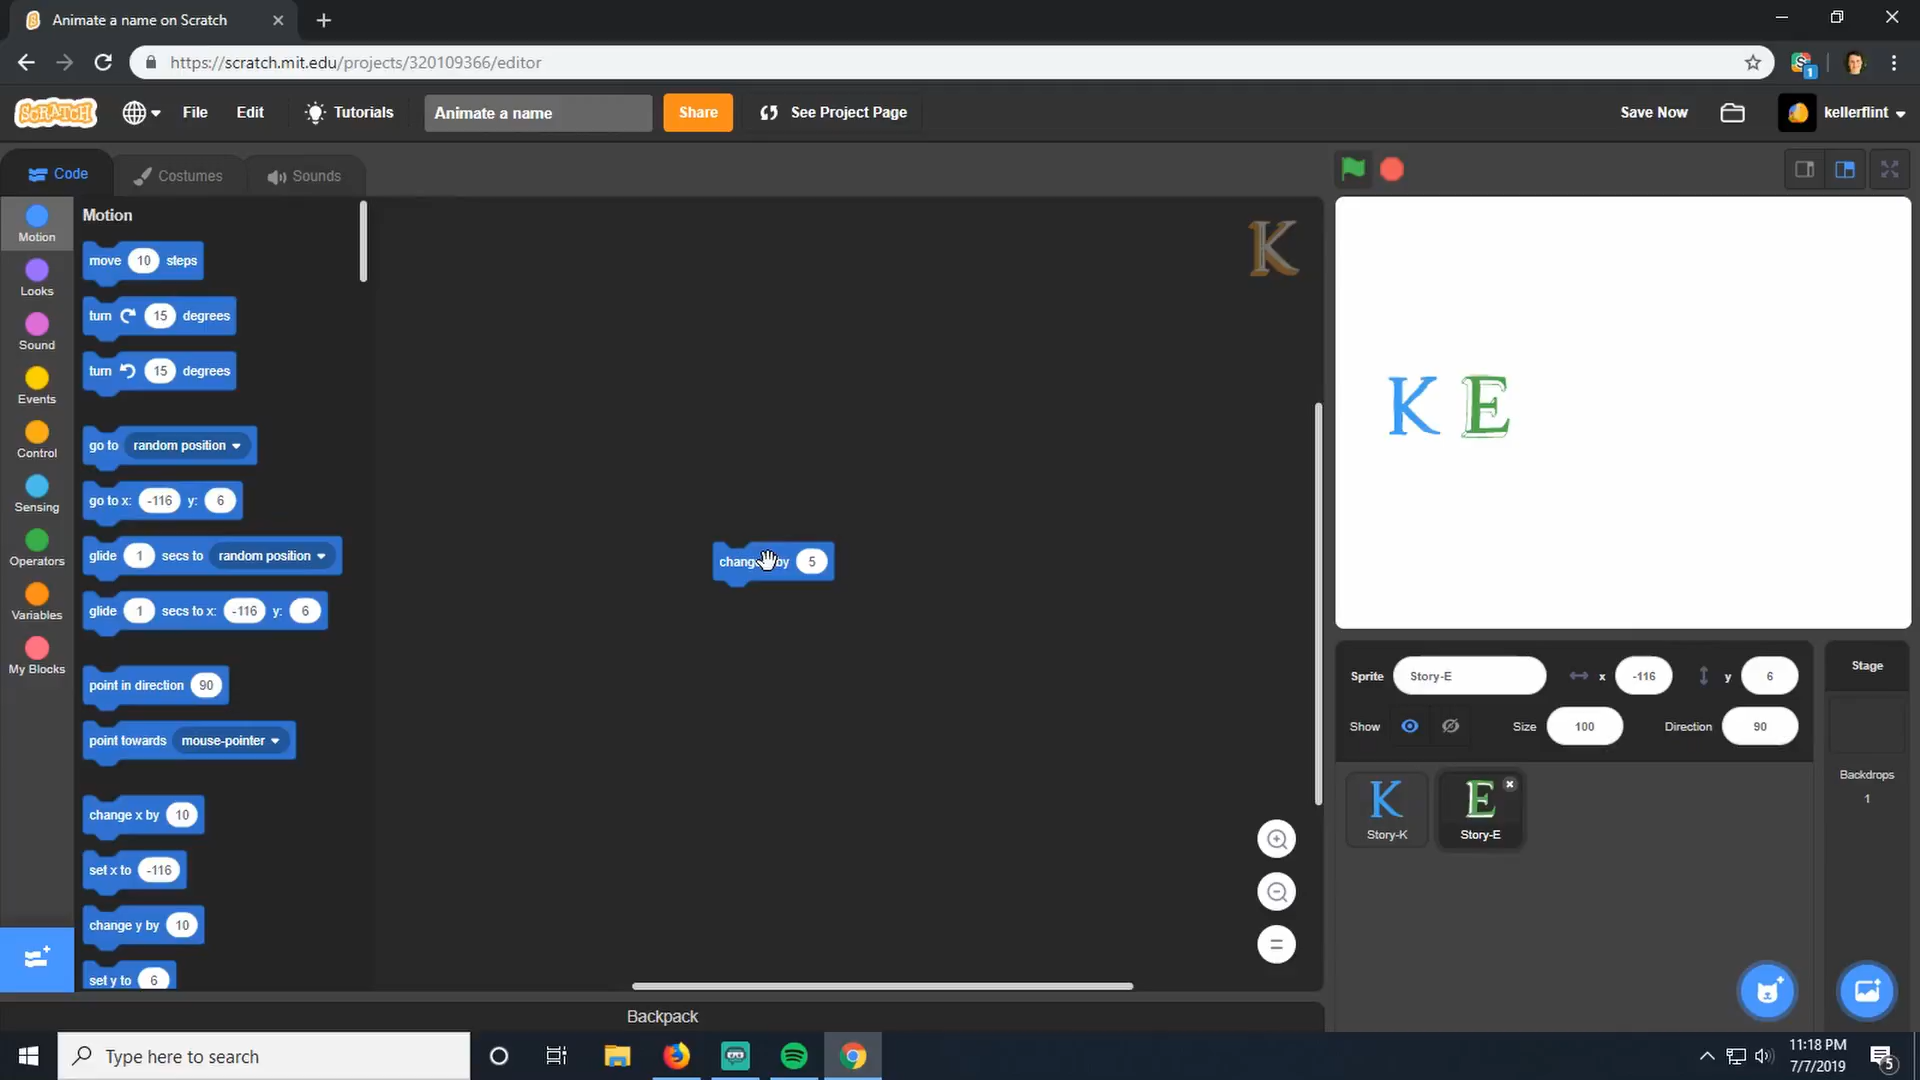 Animate a name on Scratch
https://scratch.mit.edu/projects/320109366/editor
1
SCRATCH
File
Edit
Tutorials
Animate a name
Share
See Project Page
Save Now
kellerflint
Code
Costumes
Sounds
Motion
Looks
Sound
Events
Control
Sensing
Operators
Variables
My Blocks
Motion
move 10 steps
turn 15 degrees
turn 15 degrees
go to random position
go to x: -116 y: 6
glide 1 secs to random position
glide 1 secs to x: -116 y: 6
point in direction 90
point towards mouse-pointer
change x by 10
set x to -116
change y by 10
set y to 6
by 5
K
K E
Sprite Story-E x -116 y 6
Show Size 100 Direction 90
K E
Story-K Story-E
Stage
Backdrops
1
Backpack
Type here to search
11:18 PM
7/7/2019
5